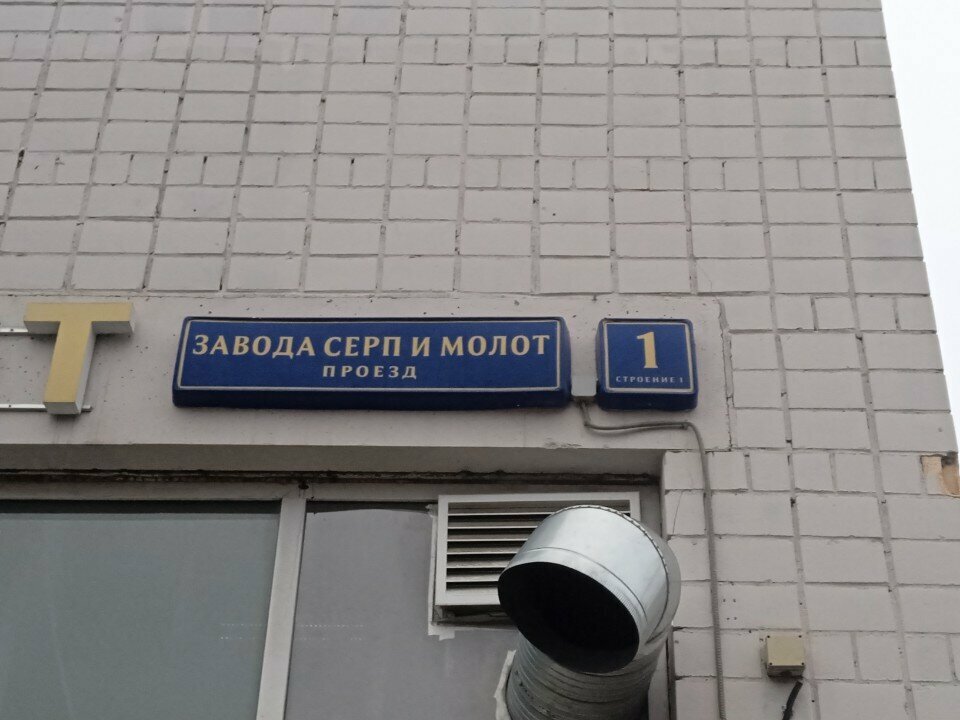 Т
ЗАВОДА СЕРП И МОЛОТ
ПРОЕЗД
1
СТРОЕНИЕ 1